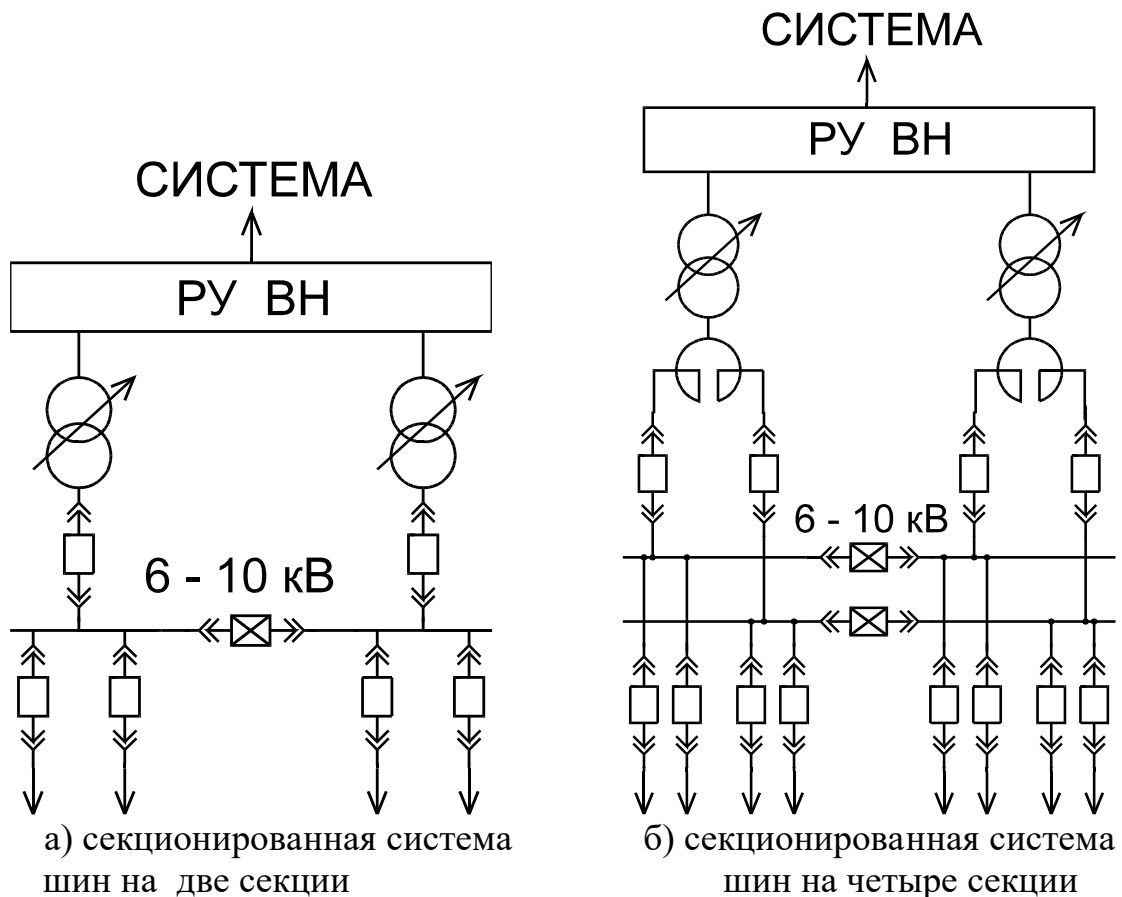 СИСТЕМА
РУ ВН
6 - 10 кВ
а) секционированная система
шин на две секции
СИСТЕМА
РУ ВН
6 - 10 кВ
б) секционированная система
шин на четыре секции